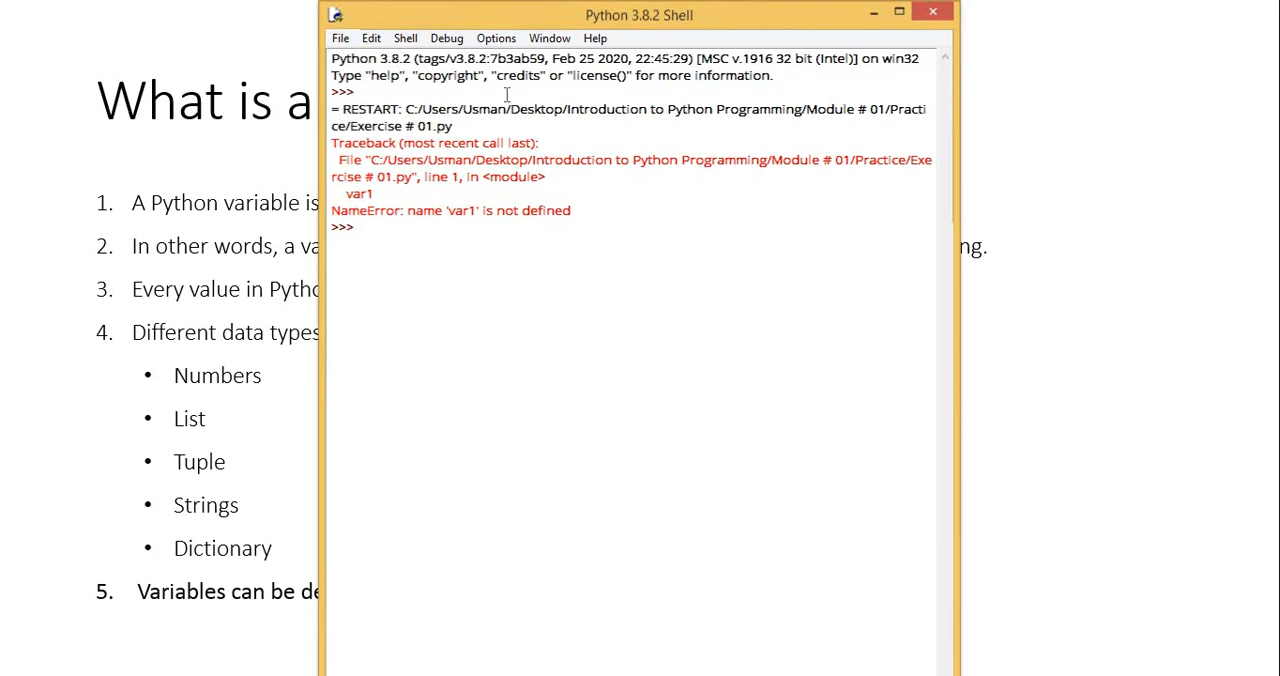 Python 3.8.2 Shell
File Edit Shell Debug Options Window Help
Python 3.8.2 (tags/v3.8.2:7b3ab59, Feb 25 2020, 22:45:29) [MSC v.1916 32 bit (Intel)] on win32
Type "help", "copyright", "credits" or "license()" for more information.
>>>
= RESTART: C:/Users/Usman/Desktop/Introduction to Python Programming/Module # 01/Practi
ce/Exercise # 01.py
Traceback (most recent call last):
File "C:/Users/Usman/Desktop/Introduction to Python Programming/Module # 01/Practice/Exe
rcise # 01.py", line 1, in <module>
var1
NameError: name 'var1' is not defined
>>>
What is a
1. A Python variable is
2. In other words, a va ng.
3. Every value in Pytho
4. Different data types
• Numbers
• List
• Tuple
• Strings
• Dictionary
5. Variables can be de